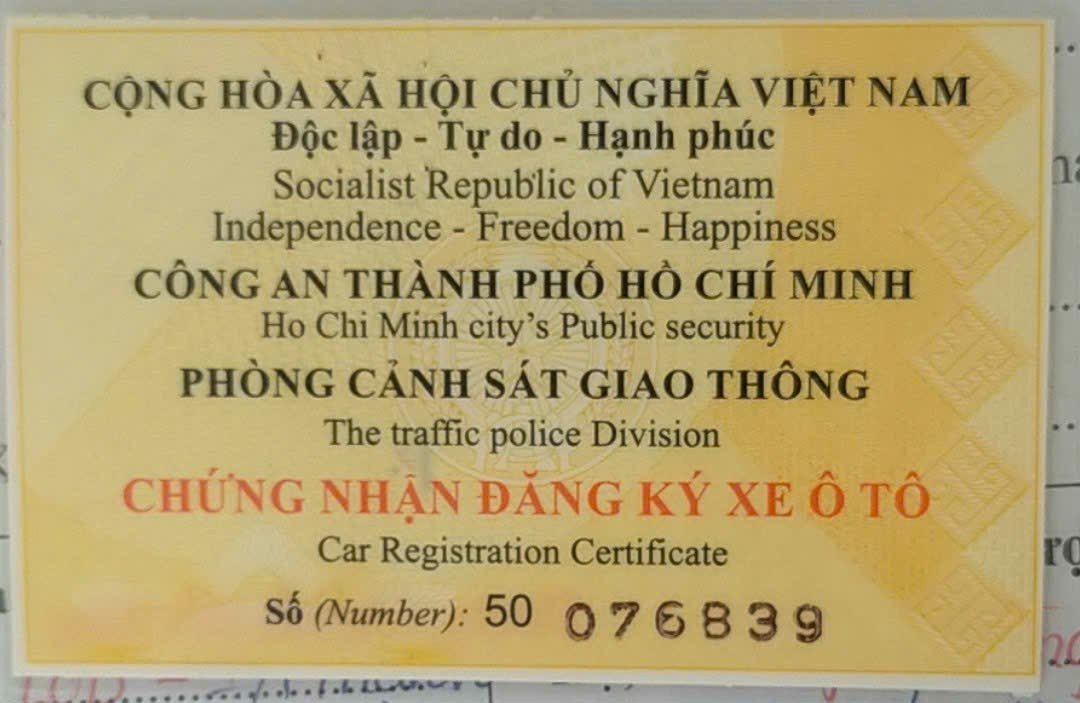 CỘNG HÒA XÃ HỘI CHỦ NGHĨA VIỆT NAM
Độc lập - Tự do - Hạnh phúc
Socialist Republic of Vietnam
Independence - Freedom - Happiness
CÔNG AN THÀNH PHỐ HỒ CHÍ MINH
Ho Chi Minh city's Public security
PHÒNG CẢNH SÁT GIAO THÔNG
The traffic police Division
CHỨNG NHẬN ĐĂNG KÝ XE Ô TÔ
Car Registration Certificate
Số (Number): 50 076839